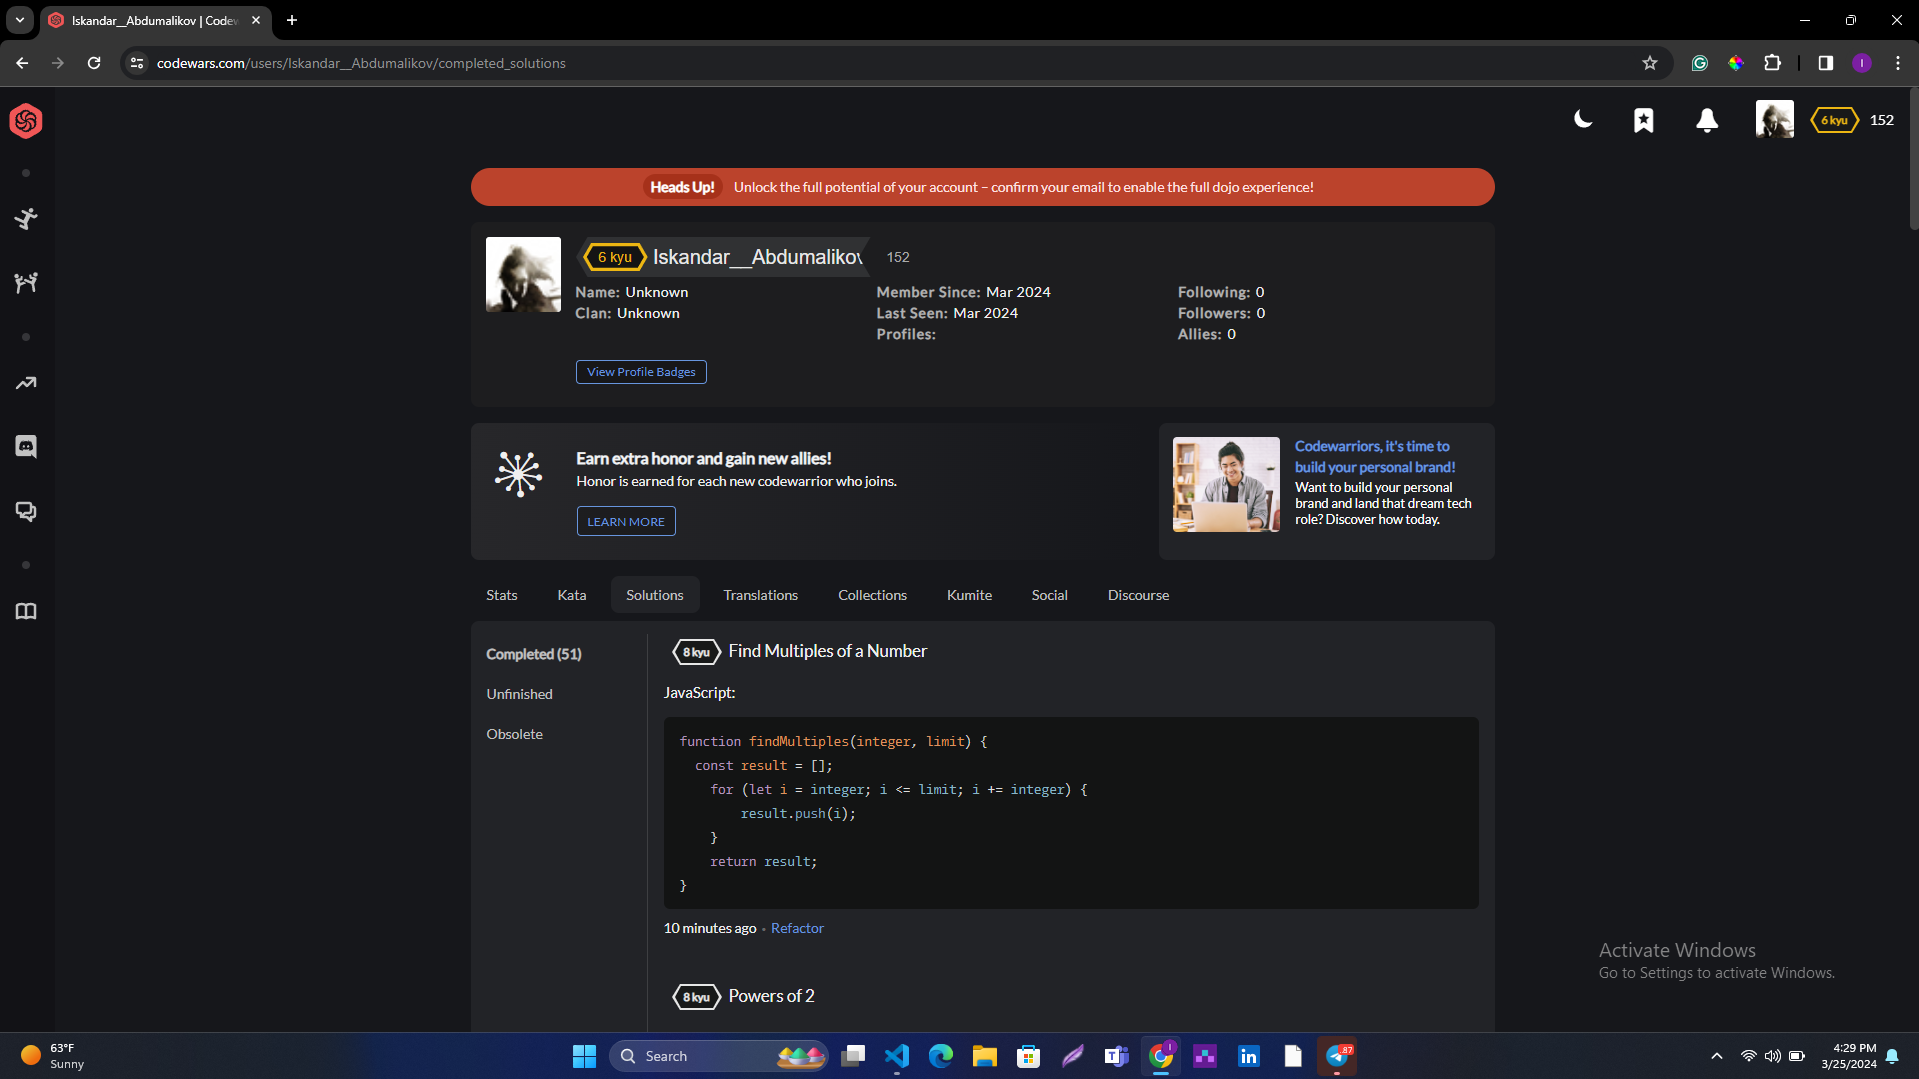 Iskandar__Abdumalikov | Codew
codewars.com/users/Iskandar__Abdumalikov/completed_solutions
I
6 kyu 152
Heads Up! Unlock the full potential of your account – confirm your email to enable the full dojo experience!
6 kyu Iskandar__Abdumalikov 152
Name: Unknown
Clan: Unknown
Member Since: Mar 2024
Last Seen: Mar 2024
Profiles:
Following: 0
Followers: 0
Allies: 0
View Profile Badges
Earn extra honor and gain new allies!
Honor is earned for each new codewarrior who joins.
LEARN MORE
Codewarriors, it's time to
build your personal brand!
Want to build your personal
brand and land that dream tech
role? Discover how today.
Stats Kata Solutions Translations Collections Kumite Social Discourse
Completed (51)
Unfinished
Obsolete
8 kyu Find Multiples of a Number
JavaScript:
function findMultiples(integer, limit) {
const result = [];
for (let i = integer; i <= limit; i += integer) {
result.push(i);
}
return result;
}
10 minutes ago • Refactor
8 kyu Powers of 2
Activate Windows
Go to Settings to activate Windows.
63°F
Sunny
Search
87
4:29 PM
3/25/2024